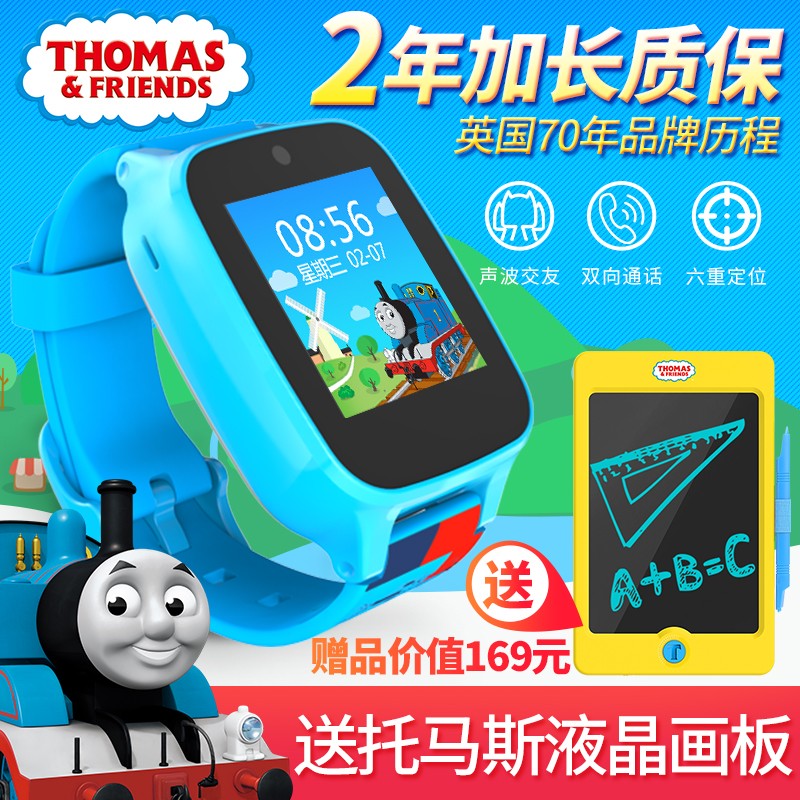 THOMAS
& FRIENDS
2年加长质保
英国70年品牌历程
声波交友 双向通话 六重定位
08:56
星期三 02-07
THOMAS
& FRIENDS
A+B=C
送
赠品价值169元
送托马斯液晶画板